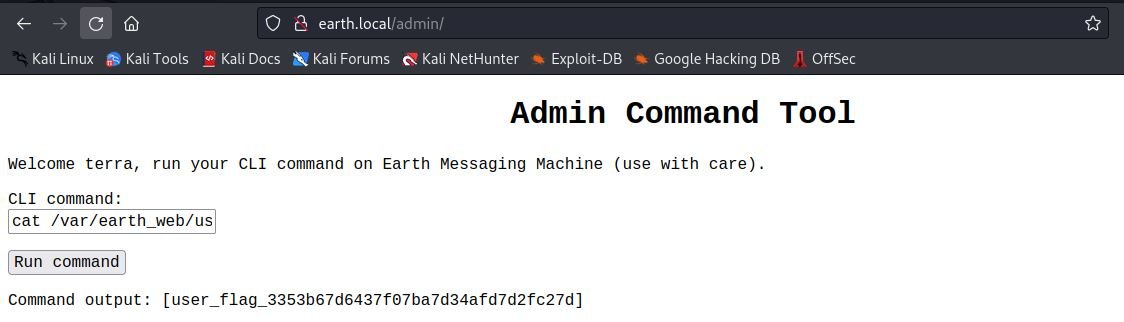 earth.local/admin/
Kali Linux Kali Tools Kali Docs Kali Forums Kali NetHunter Exploit-DB Google Hacking DB OffSec
Admin Command Tool
Welcome terra, run your CLI command on Earth Messaging Machine (use with care).
CLI command:
cat /var/earth_web/us
Run command
Command output: [user_flag_3353b67d6437f07ba7d34afd7d2fc27d]